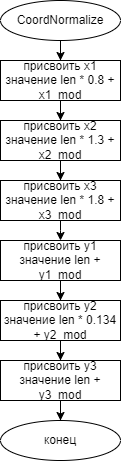 CoordNormalize
присвоить x1
значение len * 0.8 +
x1_mod
присвоить x2
значение len * 1.3 +
x2_mod
присвоить x3
значение len * 1.8 +
x3_mod
присвоить y1
значение len +
y1_mod
присвоить y2
значение len * 0.134
+ y2_mod
присвоить y3
значение len +
y3_mod
конец